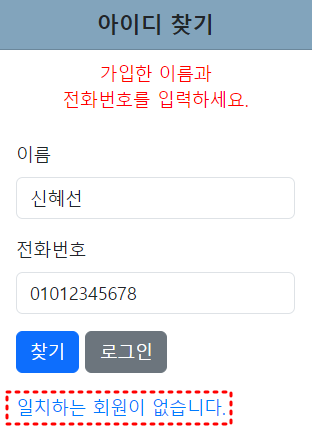 아이디 찾기
가입한 이름과
전화번호를 입력하세요.
이름
신혜선
전화번호
01012345678
찾기 로그인
일치하는 회원이 없습니다.